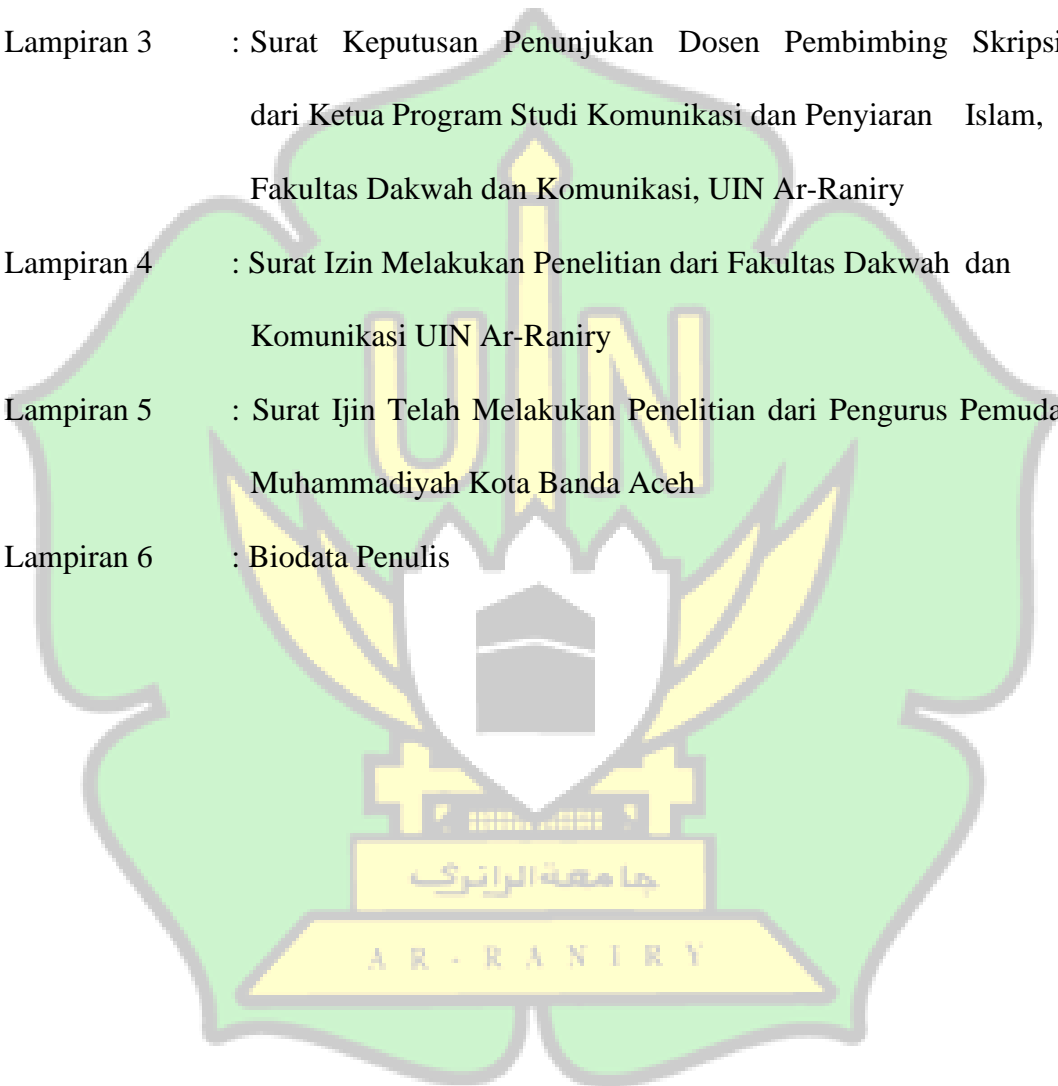 Lampiran 3 : Surat Keputusan Penunjukan Dosen Pembimbing Skripsi
dari Ketua Program Studi Komunikasi dan Penyiaran Islam,
Fakultas Dakwah dan Komunikasi, UIN Ar-Raniry
Lampiran 4 : Surat Izin Melakukan Penelitian dari Fakultas Dakwah dan
Komunikasi UIN Ar-Raniry
UIN
Lampiran 5 : Surat Ijin Telah Melakukan Penelitian dari Pengurus Pemuda
Muhammadiyah Kota Banda Aceh
Lampiran 6 : Biodata Penulis
جامعة الرانري
AR-RANIRY